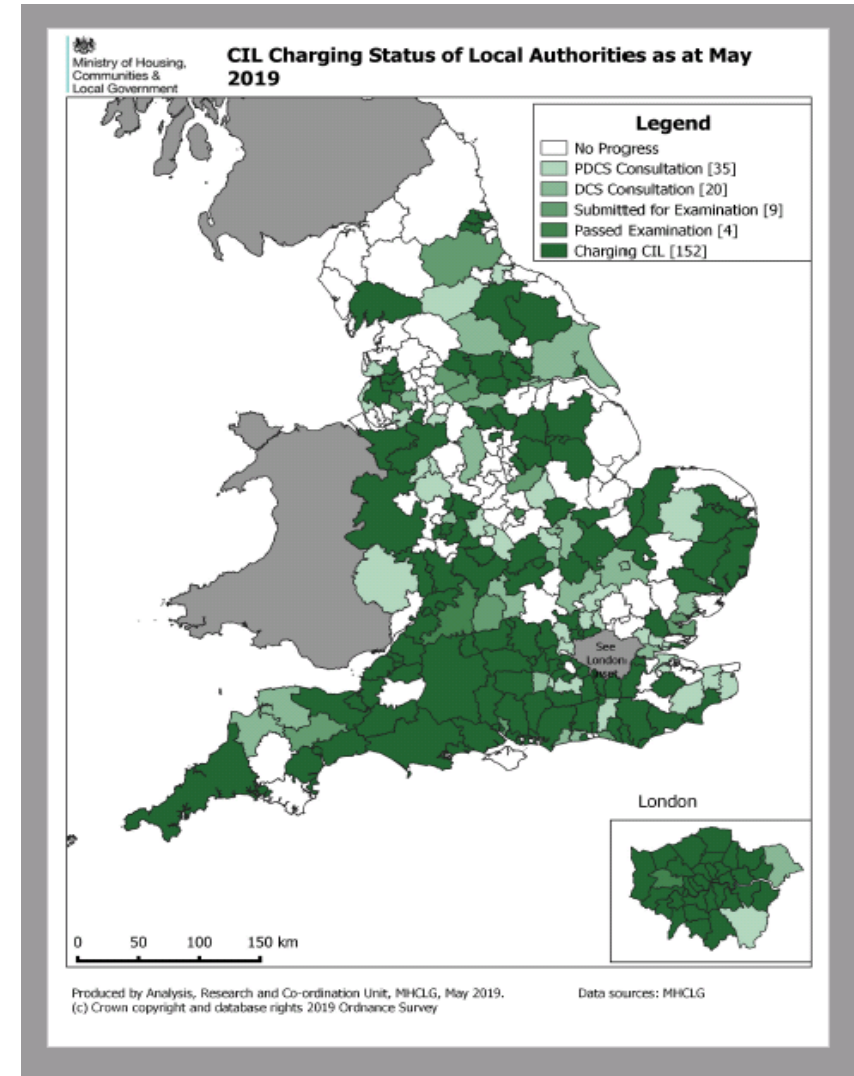 Ministry of Housing,
Communities &
Local Government
CIL Charging Status of Local Authorities as at May
2019
Legend
No Progress
PDCS Consultation [35]
DCS Consultation [20]
Submitted for Examination [9]
Passed Examination [4]
Charging CIL [152]
See
London
Inset
London
0 50 100 150 km
Produced by Analysis, Research and Co-ordination Unit, MHCLG, May 2019.
Data sources: MHCLG
(c) Crown copyright and database rights 2019 Ordnance Survey